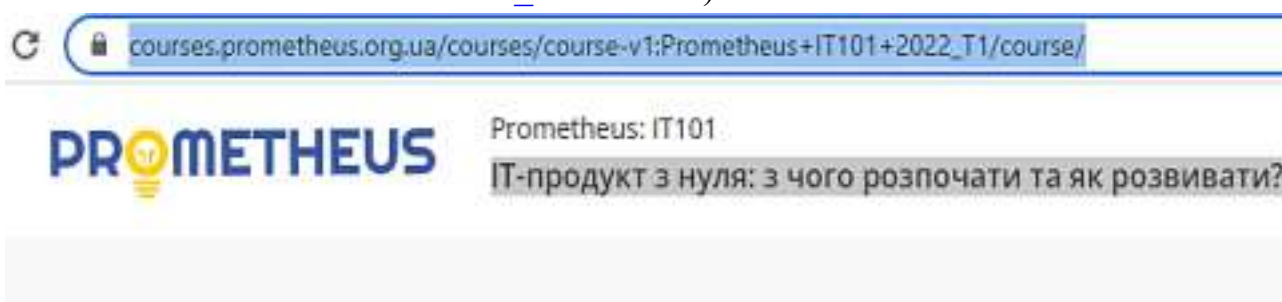 _ )
courses.prometheus.org.ua/courses/course-v1:Prometheus+IT101+2022_T1/course/
PROMETHEUS
Prometheus: IT101
ІТ-продукт з нуля: з чого розпочати та як розвивати?